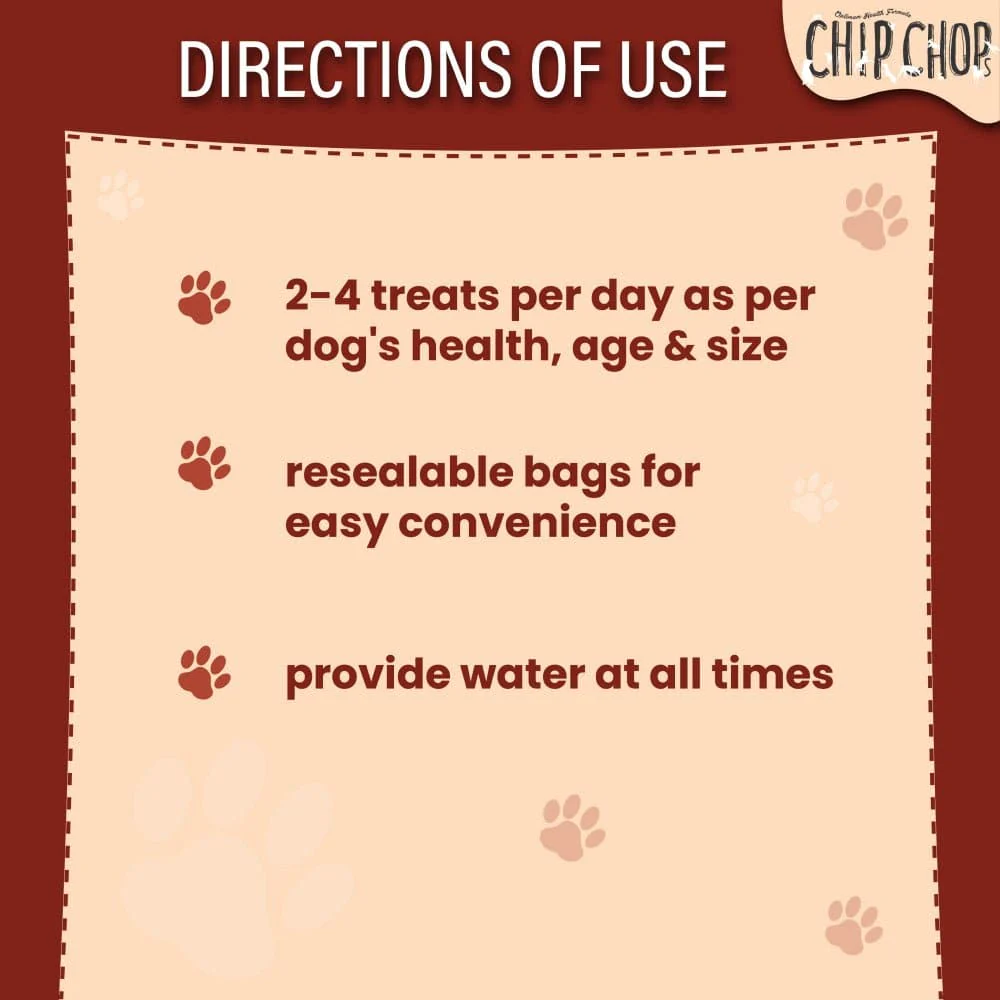 Optimum Health Formula
CHIP CHOPS
DIRECTIONS OF USE
2-4 treats per day as per
dog's health, age & size
resealable bags for
easy convenience
provide water at all times